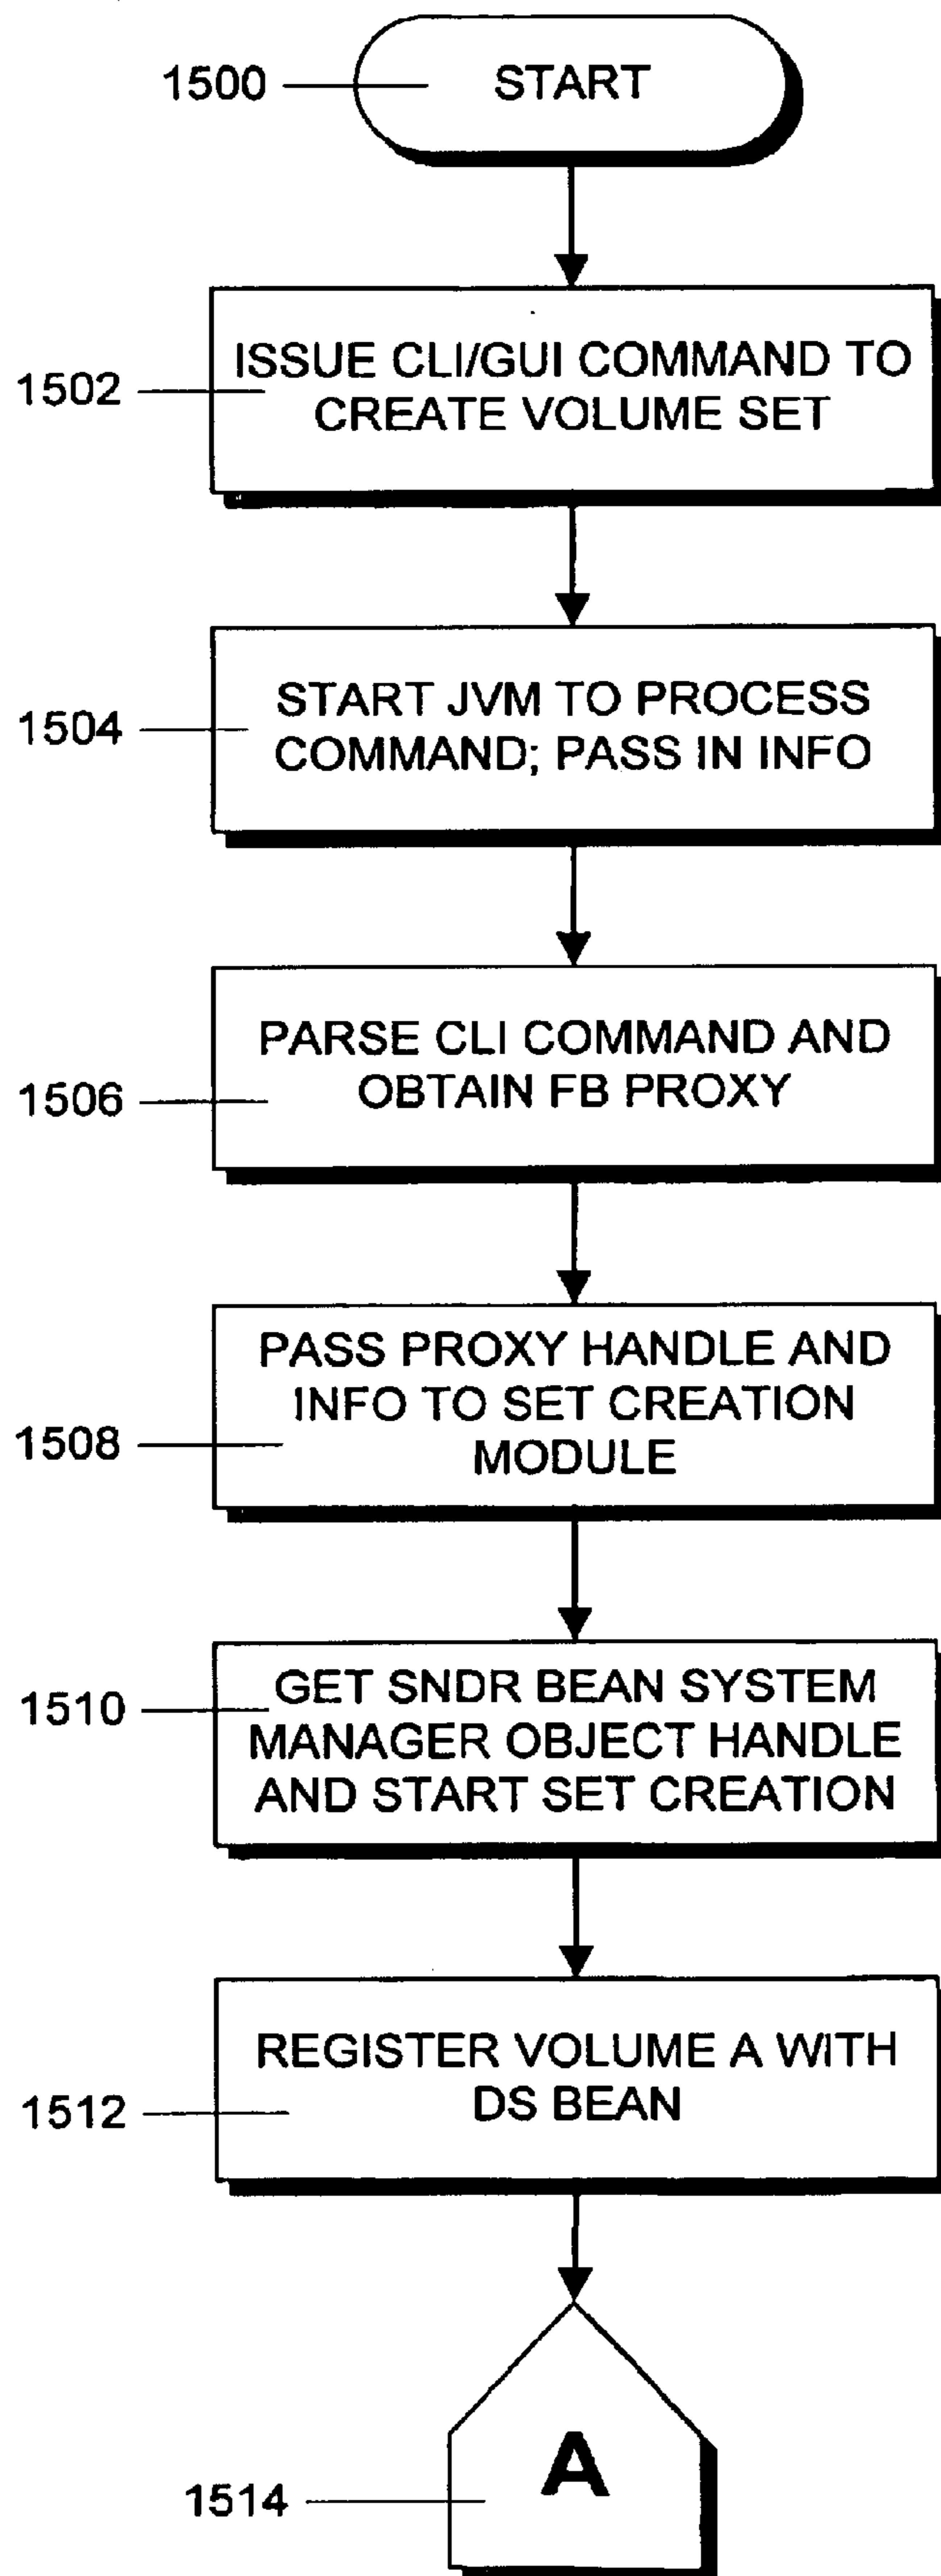 1500
START
1502
ISSUE CLI/GUI COMMAND TO
CREATE VOLUME SET
1504
START JVM TO PROCESS
COMMAND; PASS IN INFO
1506
PARSE CLI COMMAND AND
OBTAIN FB PROXY
1508
PASS PROXY HANDLE AND
INFO TO SET CREATION
MODULE
1510
GET SNDR BEAN SYSTEM
MANAGER OBJECT HANDLE
AND START SET CREATION
1512
REGISTER VOLUME A WITH
DS BEAN
1514
A